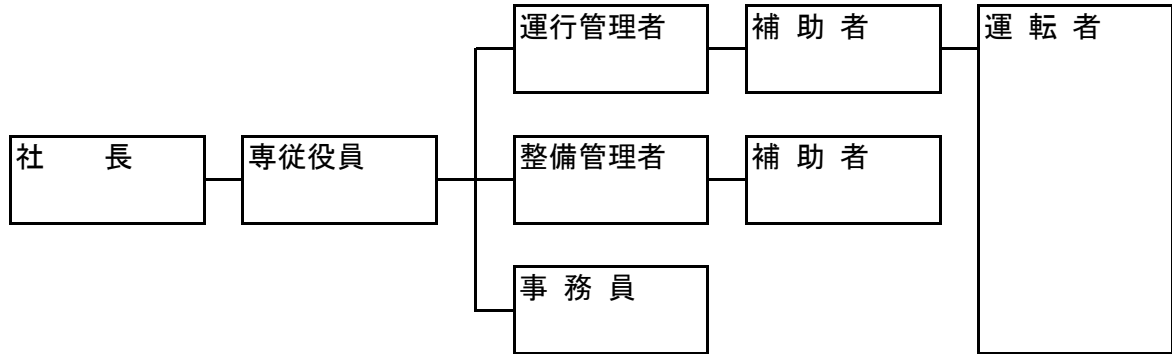 運行管理者
補 助 者
運 転 者
社　　長
専従役員
整備管理者
補 助 者
事 務 員